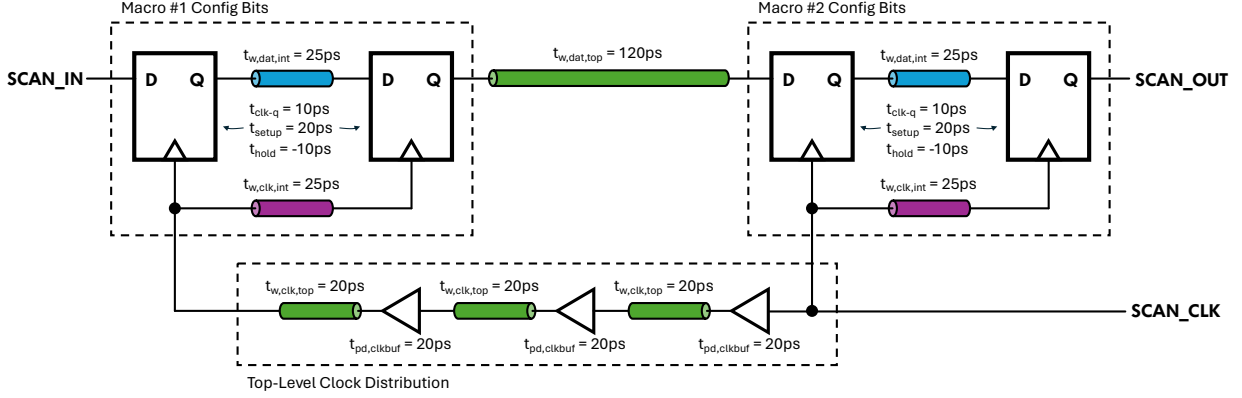 Macro #1 Config Bits
Macro #2 Config Bits
t_w,dat,int = 25ps
t_w,dat,top = 120ps
t_w,dat,int = 25ps
SCAN_IN
D Q
D Q
D Q
D Q
SCAN_OUT
t_clk-q = 10ps
t_setup = 20ps
t_hold = -10ps
t_clk-q = 10ps
t_setup = 20ps
t_hold = -10ps
t_w,clk,int = 25ps
t_w,clk,int = 25ps
t_w,clk,top = 20ps
t_w,clk,top = 20ps
t_w,clk,top = 20ps
SCAN_CLK
t_pd,clkbuf = 20ps
t_pd,clkbuf = 20ps
t_pd,clkbuf = 20ps
Top-Level Clock Distribution